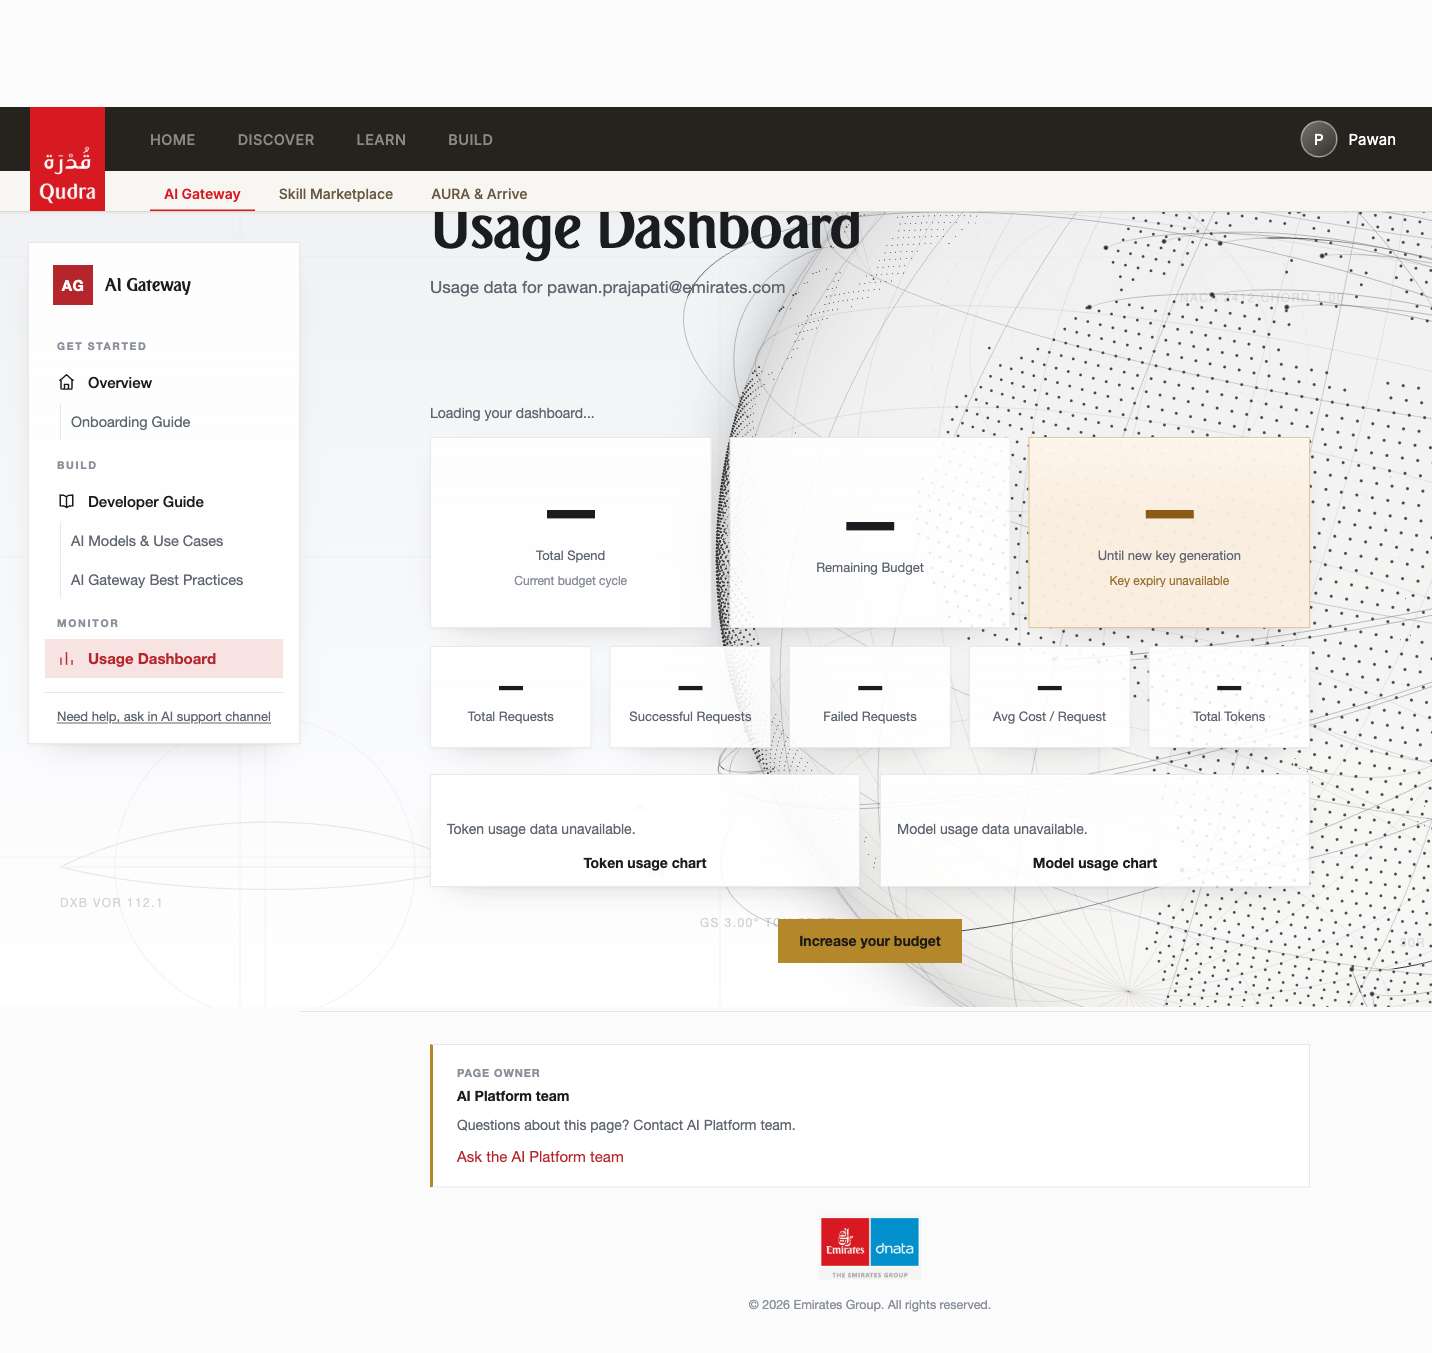 HOME DISCOVER LEARN BUILD
P Pawan
قُدْرَة
Qudra
AI Gateway Skill Marketplace AURA & Arrive
Usage Dashboard
Usage data for pawan.prajapati@emirates.com
AG AI Gateway
GET STARTED
Overview
Onboarding Guide
BUILD
Developer Guide
AI Models & Use Cases
AI Gateway Best Practices
MONITOR
Usage Dashboard
Need help, ask in AI support channel
Loading your dashboard...
Total Spend
Current budget cycle
Remaining Budget
Until new key generation
Key expiry unavailable
Total Requests
Successful Requests
Failed Requests
Avg Cost / Request
Total Tokens
Token usage data unavailable.
Token usage chart
Model usage data unavailable.
Model usage chart
DXB VOR 112.1
GS 3.00°
Increase your budget
PAGE OWNER
AI Platform team
Questions about this page? Contact AI Platform team.
Ask the AI Platform team
Emirates
dnata
THE EMIRATES GROUP
© 2026 Emirates Group. All rights reserved.